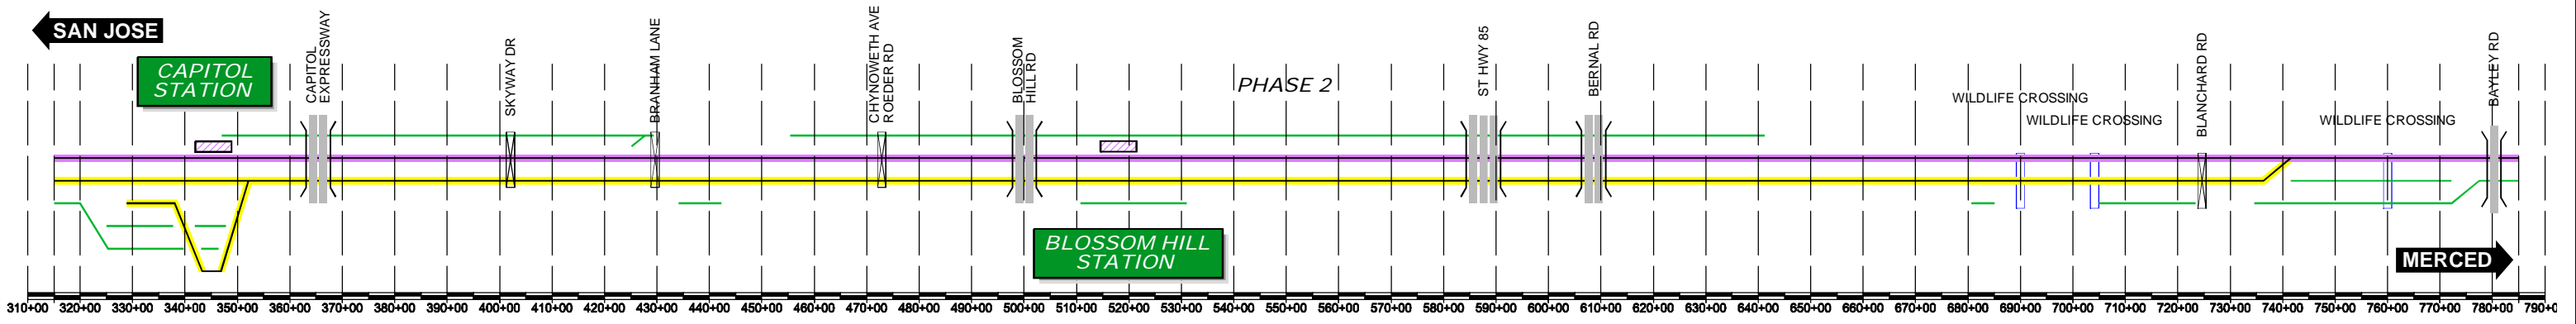 SAN JOSE
CAPITOL
STATION
CAPITOL
EXPRESSWAY
SKYWAY DR
BRANHAM LANE
CHYNOWETH AVE
ROEDER RD
BLOSSOM
HILL RD
PHASE 2
ST HWY 85
BERNAL RD
WILDLIFE CROSSING
WILDLIFE CROSSING
BLANCHARD RD
WILDLIFE CROSSING
BAYLEY RD
BLOSSOM HILL
STATION
MERCED
310+00 320+00 330+00 340+00 350+00 360+00 370+00 380+00 390+00 400+00 410+00 420+00 430+00 440+00 450+00 460+00 470+00 480+00 490+00 500+00 510+00 520+00 530+00 540+00 550+00 560+00 570+00 580+00 590+00 600+00 610+00 620+00 630+00 640+00 650+00 660+00 670+00 680+00 690+00 700+00 710+00 720+00 730+00 740+00 750+00 760+00 770+00 780+00 790+0